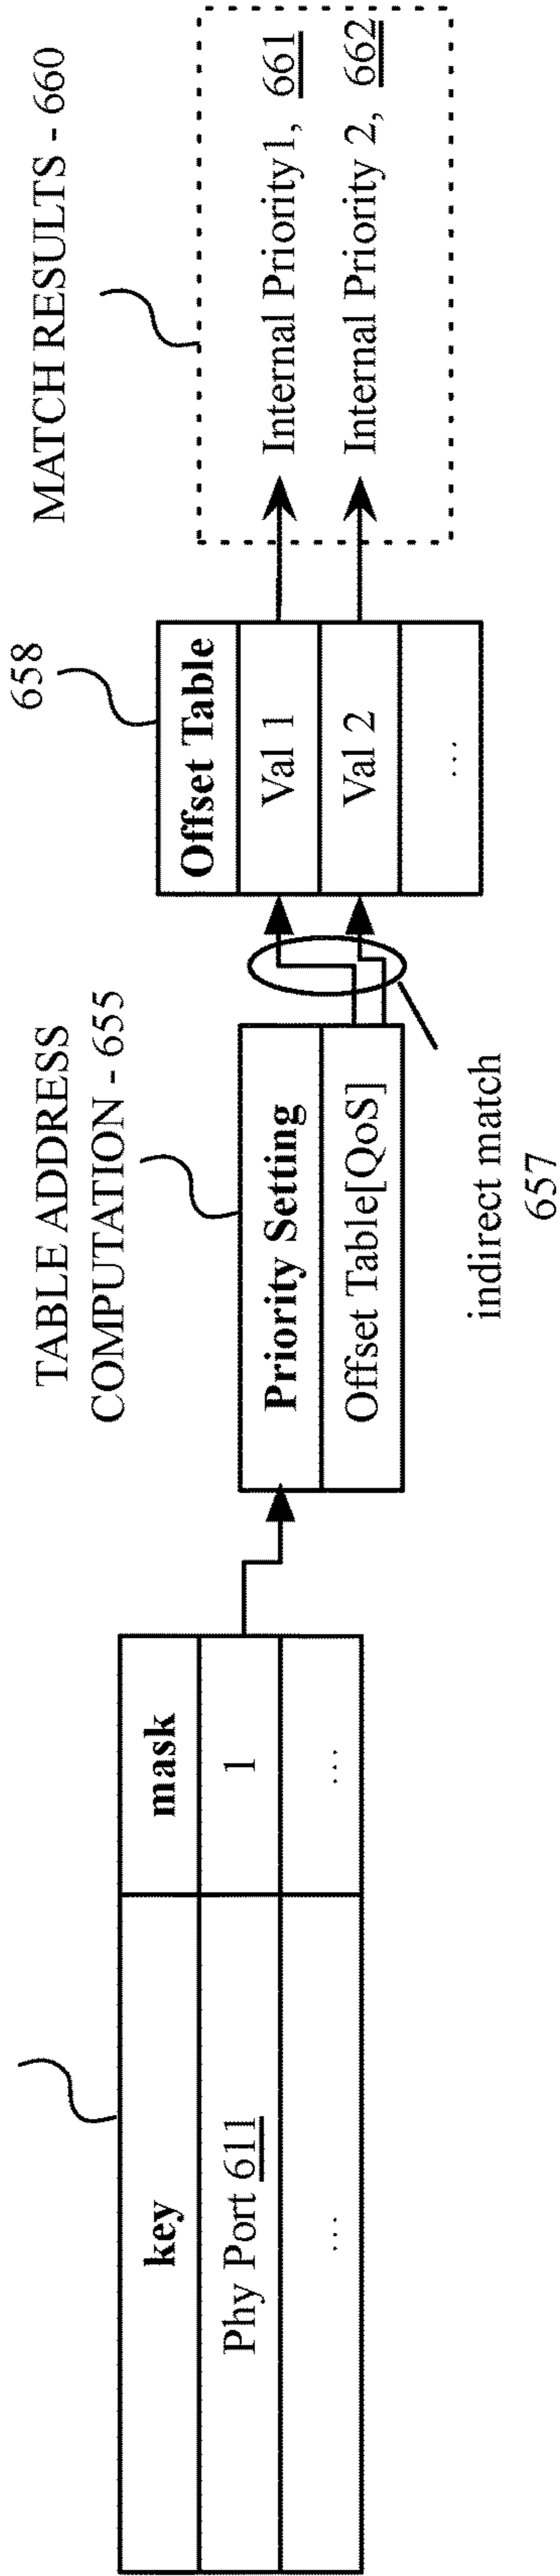 key
mask
Phy Port 611
1
...
...
TABLE ADDRESS
COMPUTATION - 655
Priority Setting
Offset Table[QoS]
indirect match
657
658
Offset Table
Val 1
Val 2
...
MATCH RESULTS - 660
Internal Priority1, 661
Internal Priority 2, 662